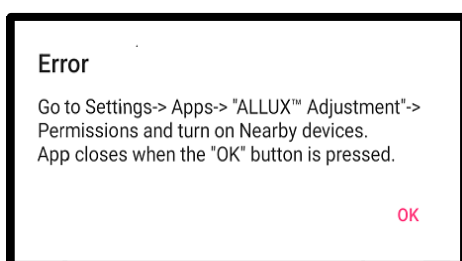 Error
Go to Settings-> Apps-> "ALLUX™ Adjustment"->
Permissions and turn on Nearby devices.
App closes when the "OK" button is pressed.
OK